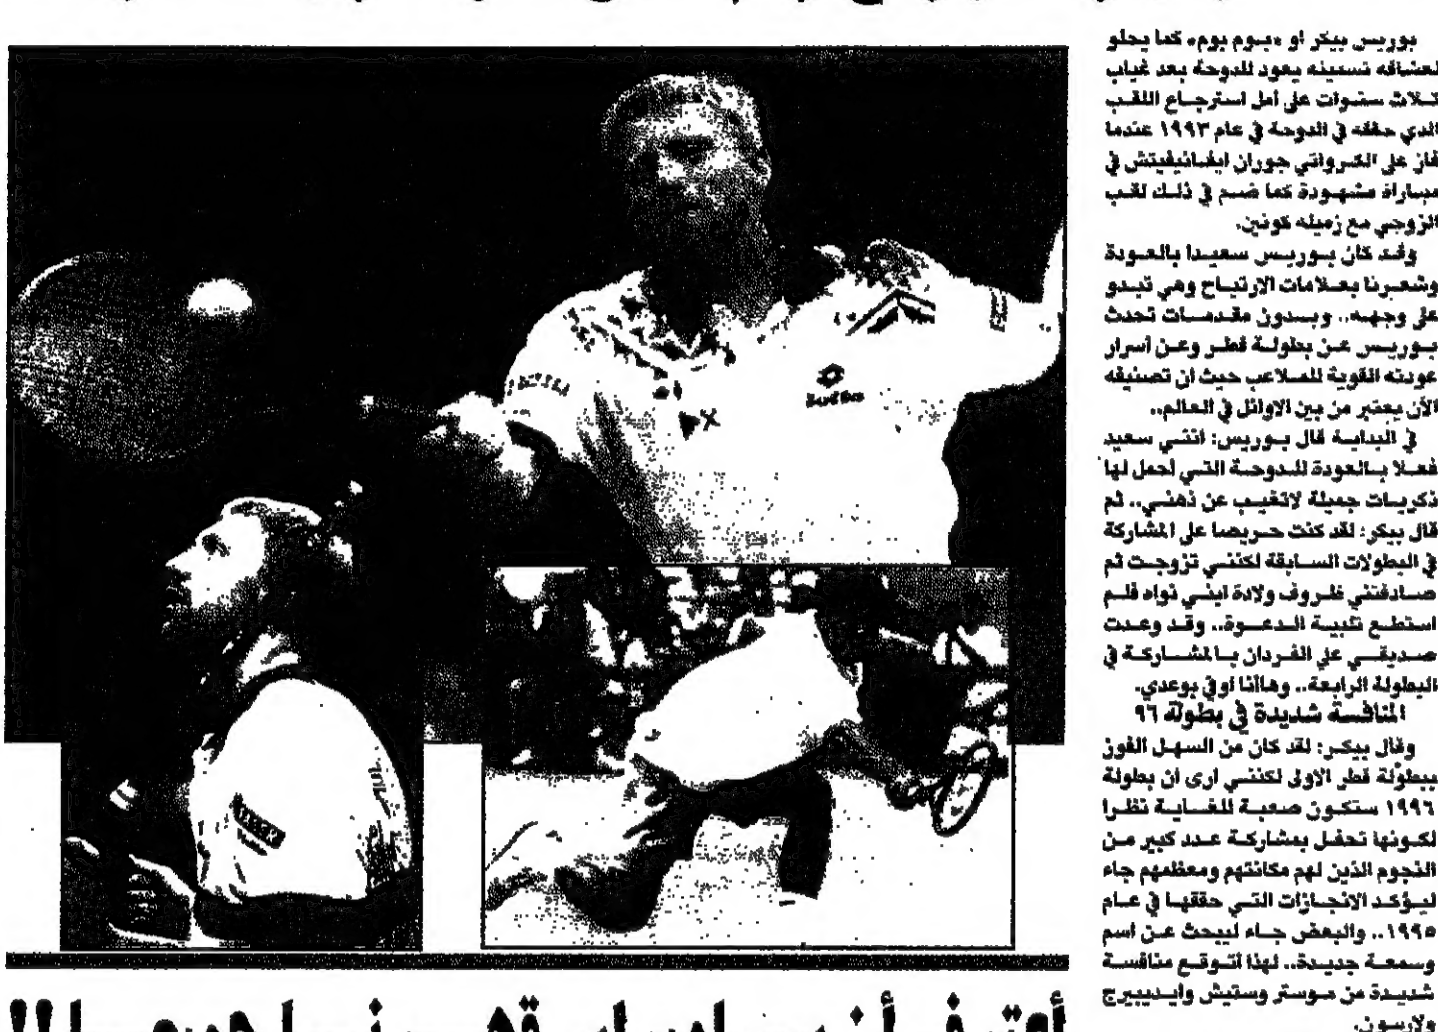 بوريس بيكر او «بوم بوم» كما يحلو
لعشاقه تسميته يعود للدوحة بعد غياب
ثلاث سنوات على أمل استرجاع اللقب
الذي حققه في الدوحة في عام ١٩٩٣ عندما
فاز على الكرواتي جوران ايفانيفيتش في
مباراة مشهودة كما ضم في ذلك لقب
الزوجي مع زميله كونين.
وقد كان بوريس سعيدا بالعودة
وشعرنا بعلامات الارتياح وهي تبدو
على وجهه.. وبدون مقدمات تحدث
بوريس عن بطولة قطر وعن أسرار
عودته القوية للملاعب حيث ان تصنيفه
الآن يعتبر من بين الاوائل في العالم..
في البداية قال بوريس: انني سعيد
فعلا بالعودة للدوحة التي احمل لها
ذكريات جميلة لاتغيب عن ذهني.. ثم
قال بيكر: لقد كنت حريصا على المشاركة
في البطولات السابقة لكنني تزوجت ثم
صادفتني ظروف ولادة ابني نواه فلم
استطع تلبية الدعوة.. وقد وعدت
صديقي علي الفردان بالمشاركة في
البطولة الرابعة.. وهاأنا اوفي بوعدي.
المنافسة شديدة في بطولة ٩٦
وقال بيكر: لقد كان من السهل الفوز
ببطولة قطر الاولى لكنني ارى ان بطولة
١٩٩٦ ستكون صعبة للغاية نظرا
لكونها تحفل بمشاركة عدد كبير من
النجوم الذين لهم مكانتهم ومعظمهم جاء
ليؤكد الانجازات التي حققها في عام
١٩٩٥.. والبعض جاء ليبحث عن اسم
وسمعة جديدة.. لهذا اتوقع منافسة
شديدة من موستر وستيش وايديبيرج
ولارسون.
lotto